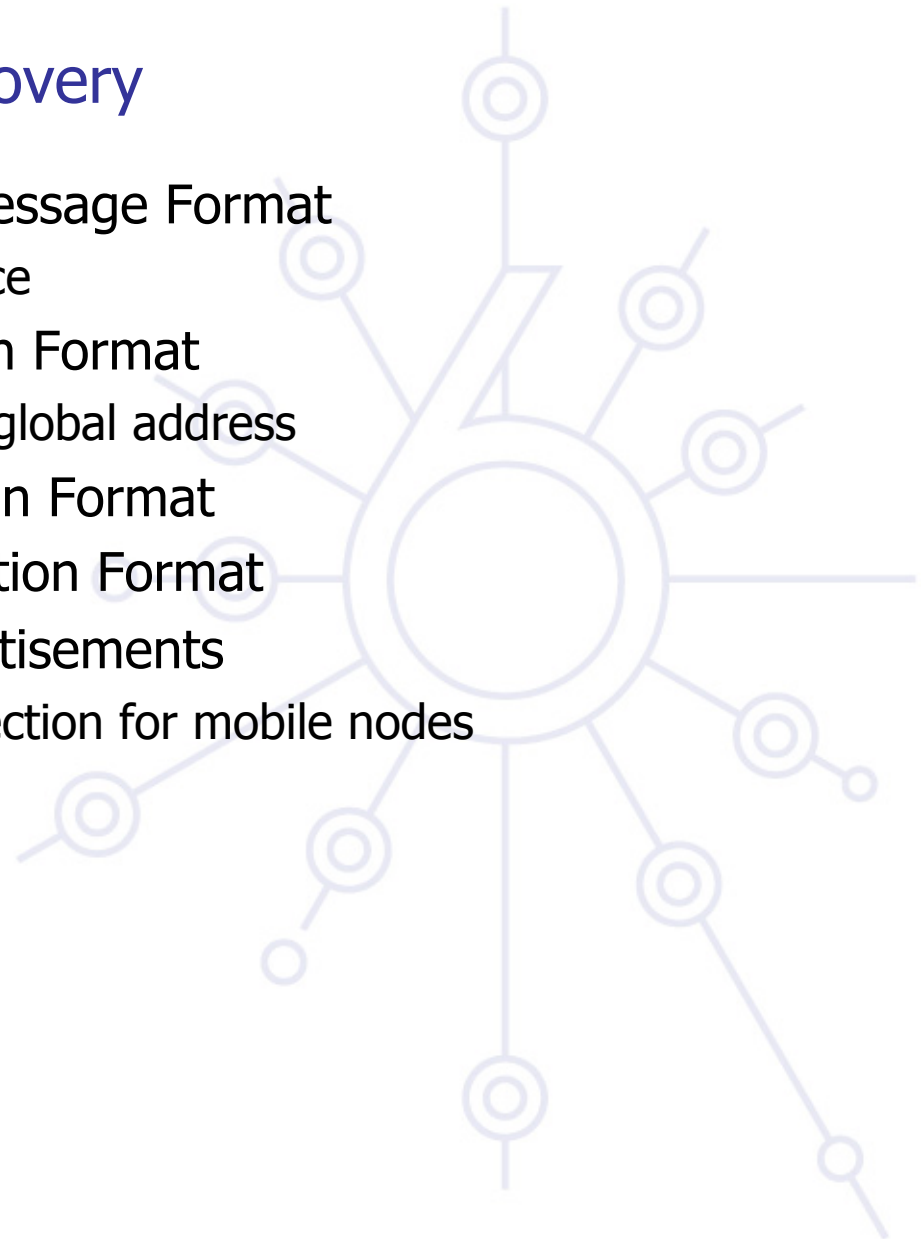 overy
essage Format
ce
n Format
global address
n Format
tion Format
tisements
ection for mobile nodes